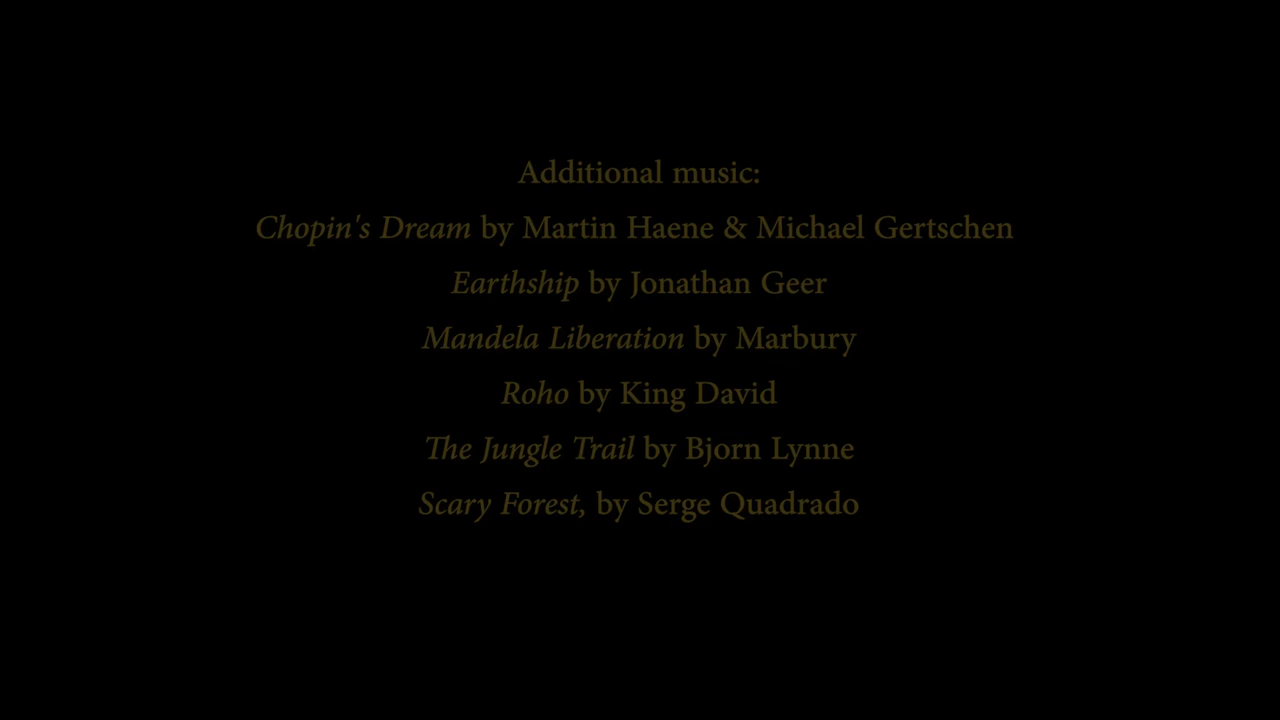 Additional music:
Chopin's Dream by Martin Haene & Michael Gertschen
Earthship by Jonathan Geer
Mandela Liberation by Marbury
Roho by King David
The Jungle Trail by Bjorn Lynne
Scary Forest, by Serge Quadrado